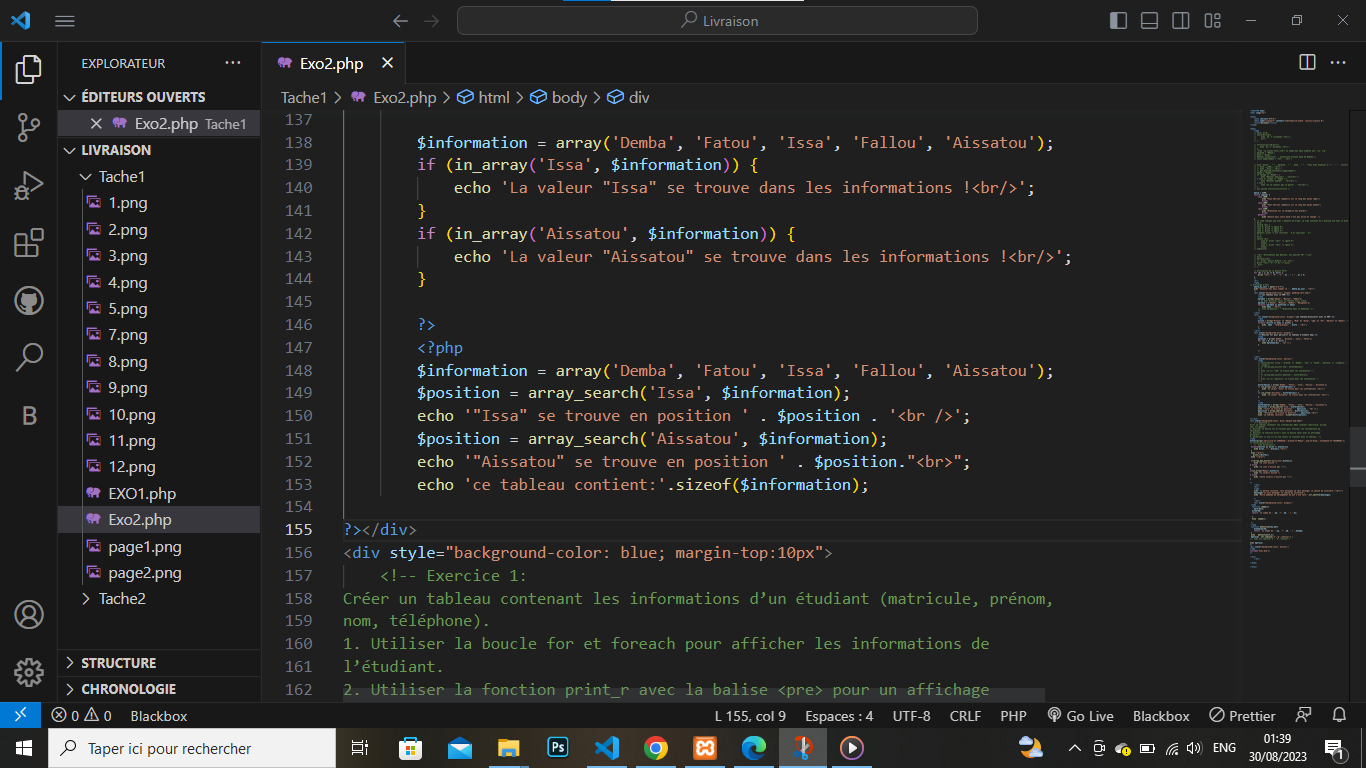 Livraison
EXPLORATEUR
Exo2.php
ÉDITEURS OUVERTS
Exo2.php Tache1
LIVRAISON
Tache1
1.png
2.png
3.png
4.png
5.png
7.png
8.png
9.png
10.png
11.png
12.png
EXO1.php
Exo2.php
page1.png
page2.png
Tache2
STRUCTURE
CHRONOLOGIE
Tache1 > Exo2.php > html > body > div
137
138 $information = array('Demba', 'Fatou', 'Issa', 'Fallou', 'Aissatou');
139 if (in_array('Issa', $information)) {
140 echo 'La valeur "Issa" se trouve dans les informations !<br/>';
141 }
142 if (in_array('Aissatou', $information)) {
143 echo 'La valeur "Aissatou" se trouve dans les informations !<br/>';
144 }
145
146 ?>
147 <?php
148 $information = array('Demba', 'Fatou', 'Issa', 'Fallou', 'Aissatou');
149 $position = array_search('Issa', $information);
150 echo '"Issa" se trouve en position ' . $position . '<br />';
151 $position = array_search('Aissatou', $information);
152 echo '"Aissatou" se trouve en position ' . $position."<br>";
153 echo 'ce tableau contient:'.sizeof($information);
154
155 ?></div>
156 <div style="background-color: blue; margin-top:10px">
157 <!-- Exercice 1:
158 Créer un tableau contenant les informations d’un étudiant (matricule, prénom,
159 nom, téléphone).
160 1. Utiliser la boucle for et foreach pour afficher les informations de
161 l’étudiant.
162 2. Utiliser la fonction print_r avec la balise <pre> pour un affichage
0 0 Blackbox
L 155, col 9 Espaces : 4 UTF-8 CRLF PHP Go Live Blackbox Prettier
Taper ici pour rechercher
Ps
ENG
01:39
30/08/2023
1
B